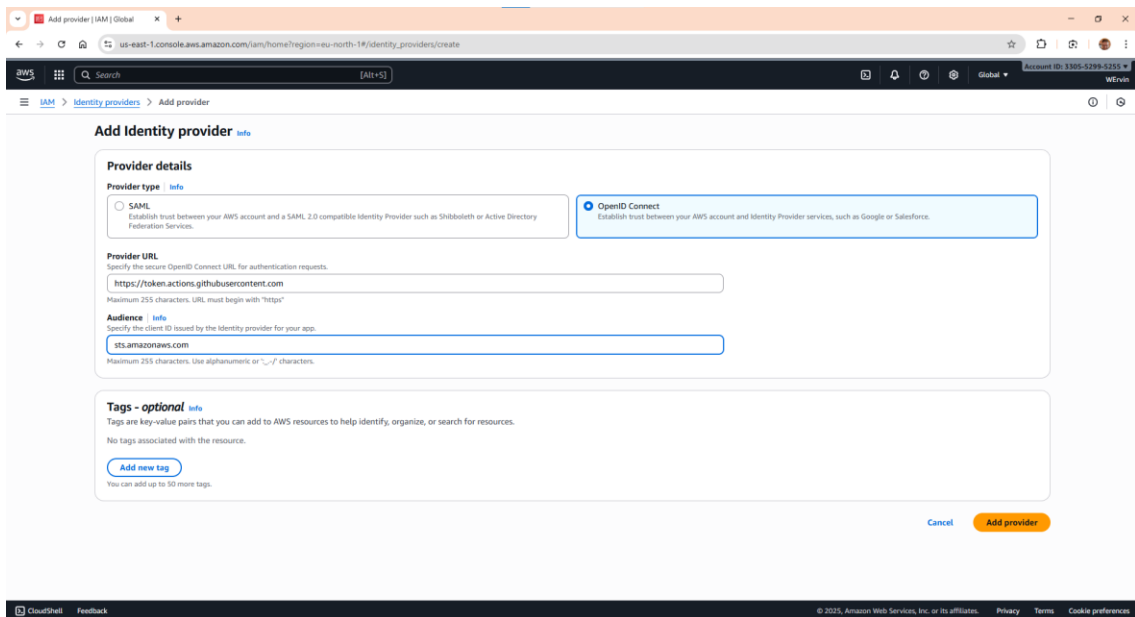 Add provider | IAM | Global
us-east-1.console.aws.amazon.com/iam/home?region=eu-north-1#/identity_providers/create
aws
Search
[Alt+S]
Global
Account ID: 3305-5299-5255
WErvin
IAM > Identity providers > Add provider
Add Identity provider Info
Provider details
Provider type Info
SAML
Establish trust between your AWS account and a SAML 2.0 compatible Identity Provider such as Shibboleth or Active Directory
Federation Services.
OpenID Connect
Establish trust between your AWS account and Identity Provider services, such as Google or Salesforce.
Provider URL
Specify the secure OpenID Connect URL for authentication requests.
https://token.actions.githubusercontent.com
Maximum 255 characters. URL must begin with "https"
Audience Info
Specify the client ID issued by the Identity provider for your app.
sts.amazonaws.com
Maximum 255 characters. Use alphanumeric or ':_.-/' characters.
Tags - optional Info
Tags are key-value pairs that you can add to AWS resources to help identify, organize, or search for resources.
No tags associated with the resource.
Add new tag
You can add up to 50 more tags.
Cancel
Add provider
CloudShell Feedback
© 2025, Amazon Web Services, Inc. or its affiliates. Privacy Terms Cookie preferences